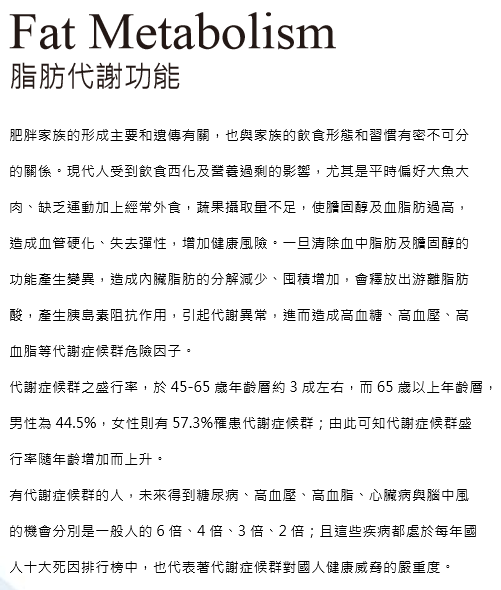 Fat Metabolism
脂肪代謝功能
肥胖家族的形成主要和遺傳有關，也與家族的飲食形態和習慣有密不可分
的關係。現代人受到飲食西化及營養過剩的影響，尤其是平時偏好大魚大
肉、缺乏運動加上經常外食，蔬果攝取量不足，使膽固醇及血脂肪過高，
造成血管硬化、失去彈性，增加健康風險。一旦清除血中脂肪及膽固醇的
功能產生變異，造成內臟脂肪的分解減少、囤積增加，會釋放出游離脂肪
酸，產生胰島素阻抗作用，引起代謝異常，進而造成高血糖、高血壓、高
血脂等代謝症候群危險因子。
代謝症候群之盛行率，於 45-65 歲年齡層約 3 成左右，而 65 歲以上年齡層，
男性為 44.5%，女性則有 57.3%罹患代謝症候群；由此可知代謝症候群盛
行率隨年齡增加而上升。
有代謝症候群的人，未來得到糖尿病、高血壓、高血脂、心臟病與腦中風
的機會分別是一般人的 6 倍、4 倍、3 倍、2 倍；且這些疾病都處於每年國
人十大死因排行榜中，也代表著代謝症候群對國人健康威脅的嚴重度。